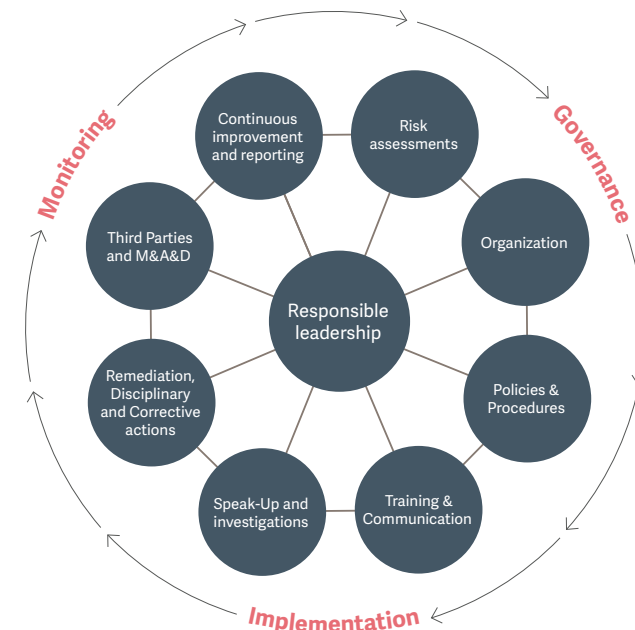 Continuous
improvement
and reporting
Risk
assessments
Monitoring
Governance
Third Parties
and M&A&D
Organization
Responsible
leadership
Remediation,
Disciplinary
and Corrective
actions
Policies &
Procedures
Speak-Up and
investigations
Training &
Communication
Implementation